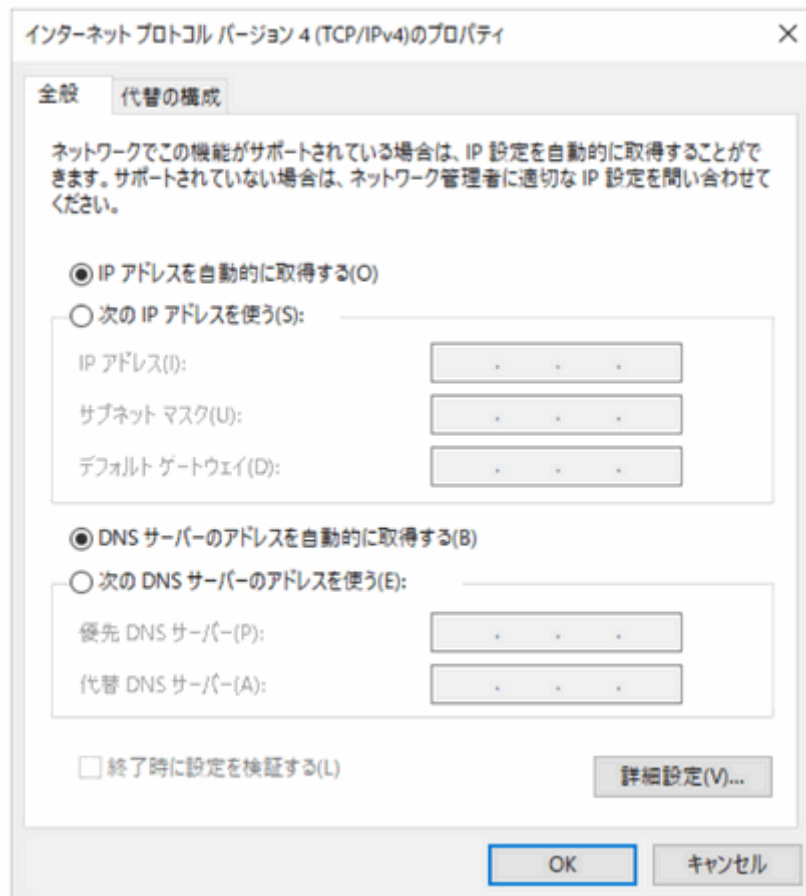 インターネット プロトコル バージョン 4 (TCP/IPv4)のプロパティ
全般
代替の構成
ネットワークでこの機能がサポートされている場合は、IP 設定を自動的に取得することがで
きます。サポートされていない場合は、ネットワーク管理者に適切な IP 設定を問い合わせて
ください。
IP アドレスを自動的に取得する(O)
次の IP アドレスを使う(S):
IP アドレス(I):
サブネット マスク(U):
デフォルト ゲートウェイ(D):
DNS サーバーのアドレスを自動的に取得する(B)
次の DNS サーバーのアドレスを使う(E):
優先 DNS サーバー(P):
代替 DNS サーバー(A):
終了時に設定を検証する(L)
詳細設定(V)...
OK
キャンセル